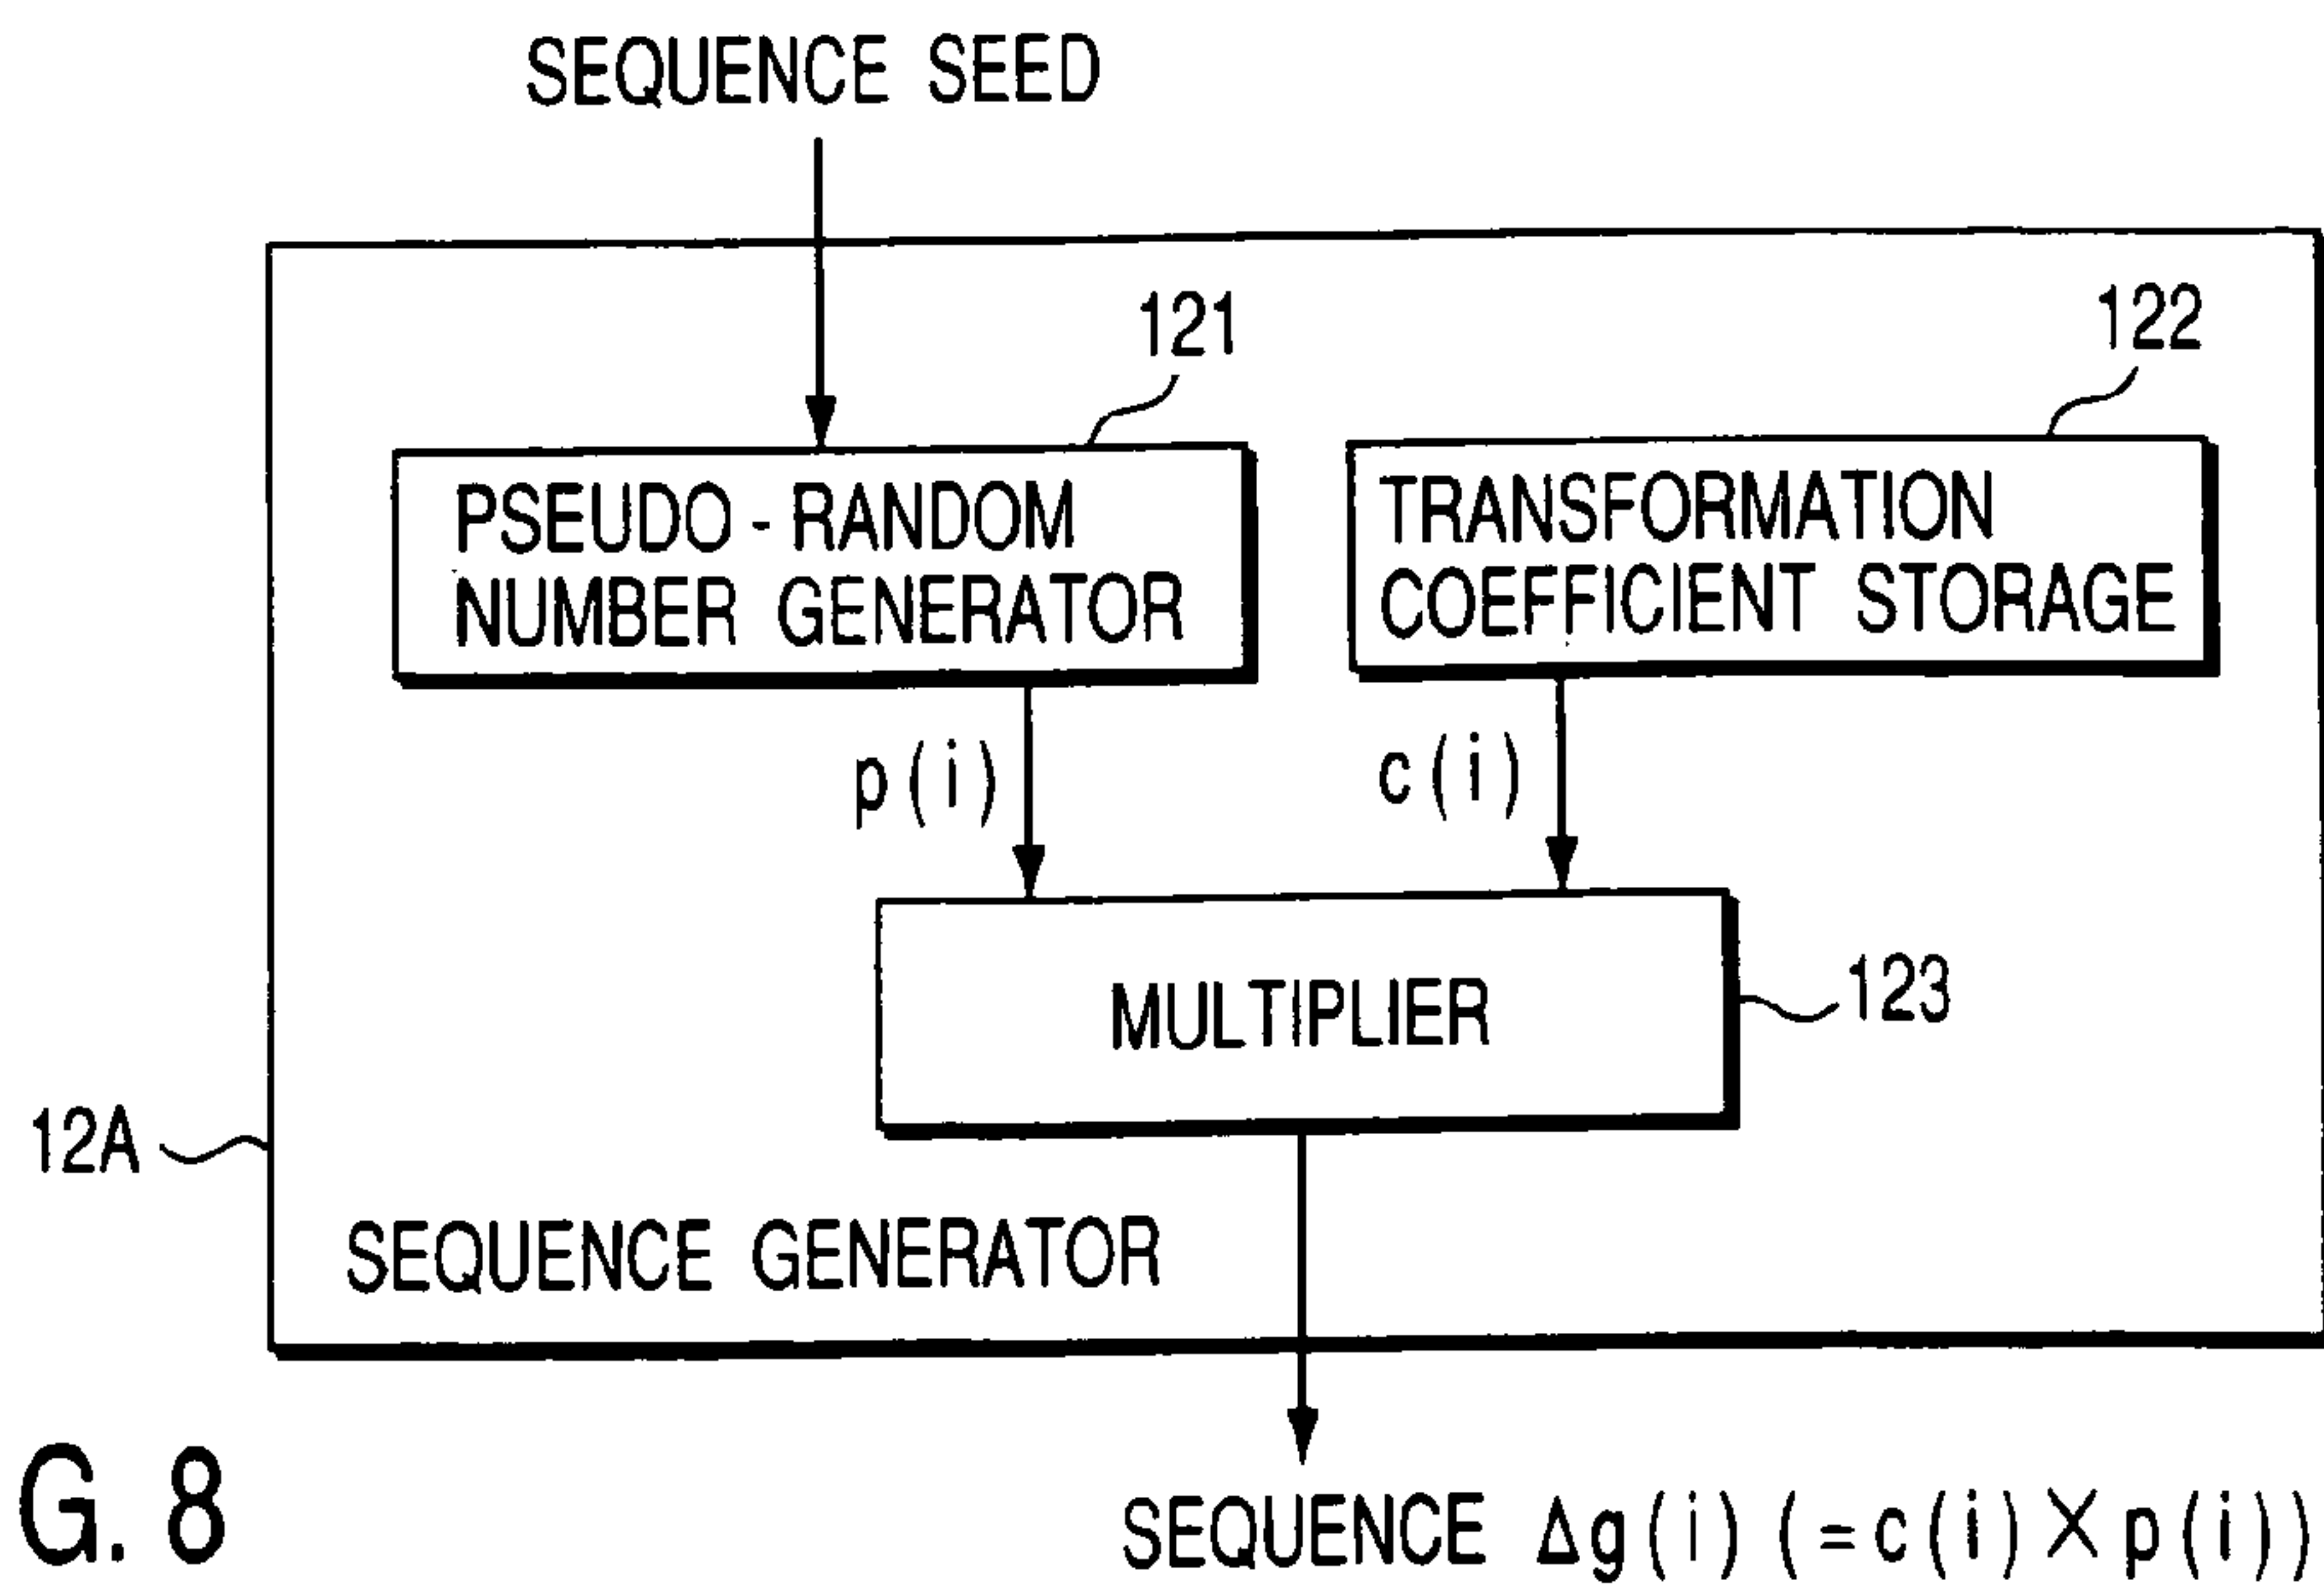 SEQUENCE SEED
121
122
PSEUDO - RANDOM
NUMBER GENERATOR
TRANSFORMATION
COEFFICIENT STORAGE
p(i)
c(i)
MULTIPLIER
123
12A
SEQUENCE GENERATOR
G. 8
SEQUENCE Δg(i) (=c(i) X p(i))